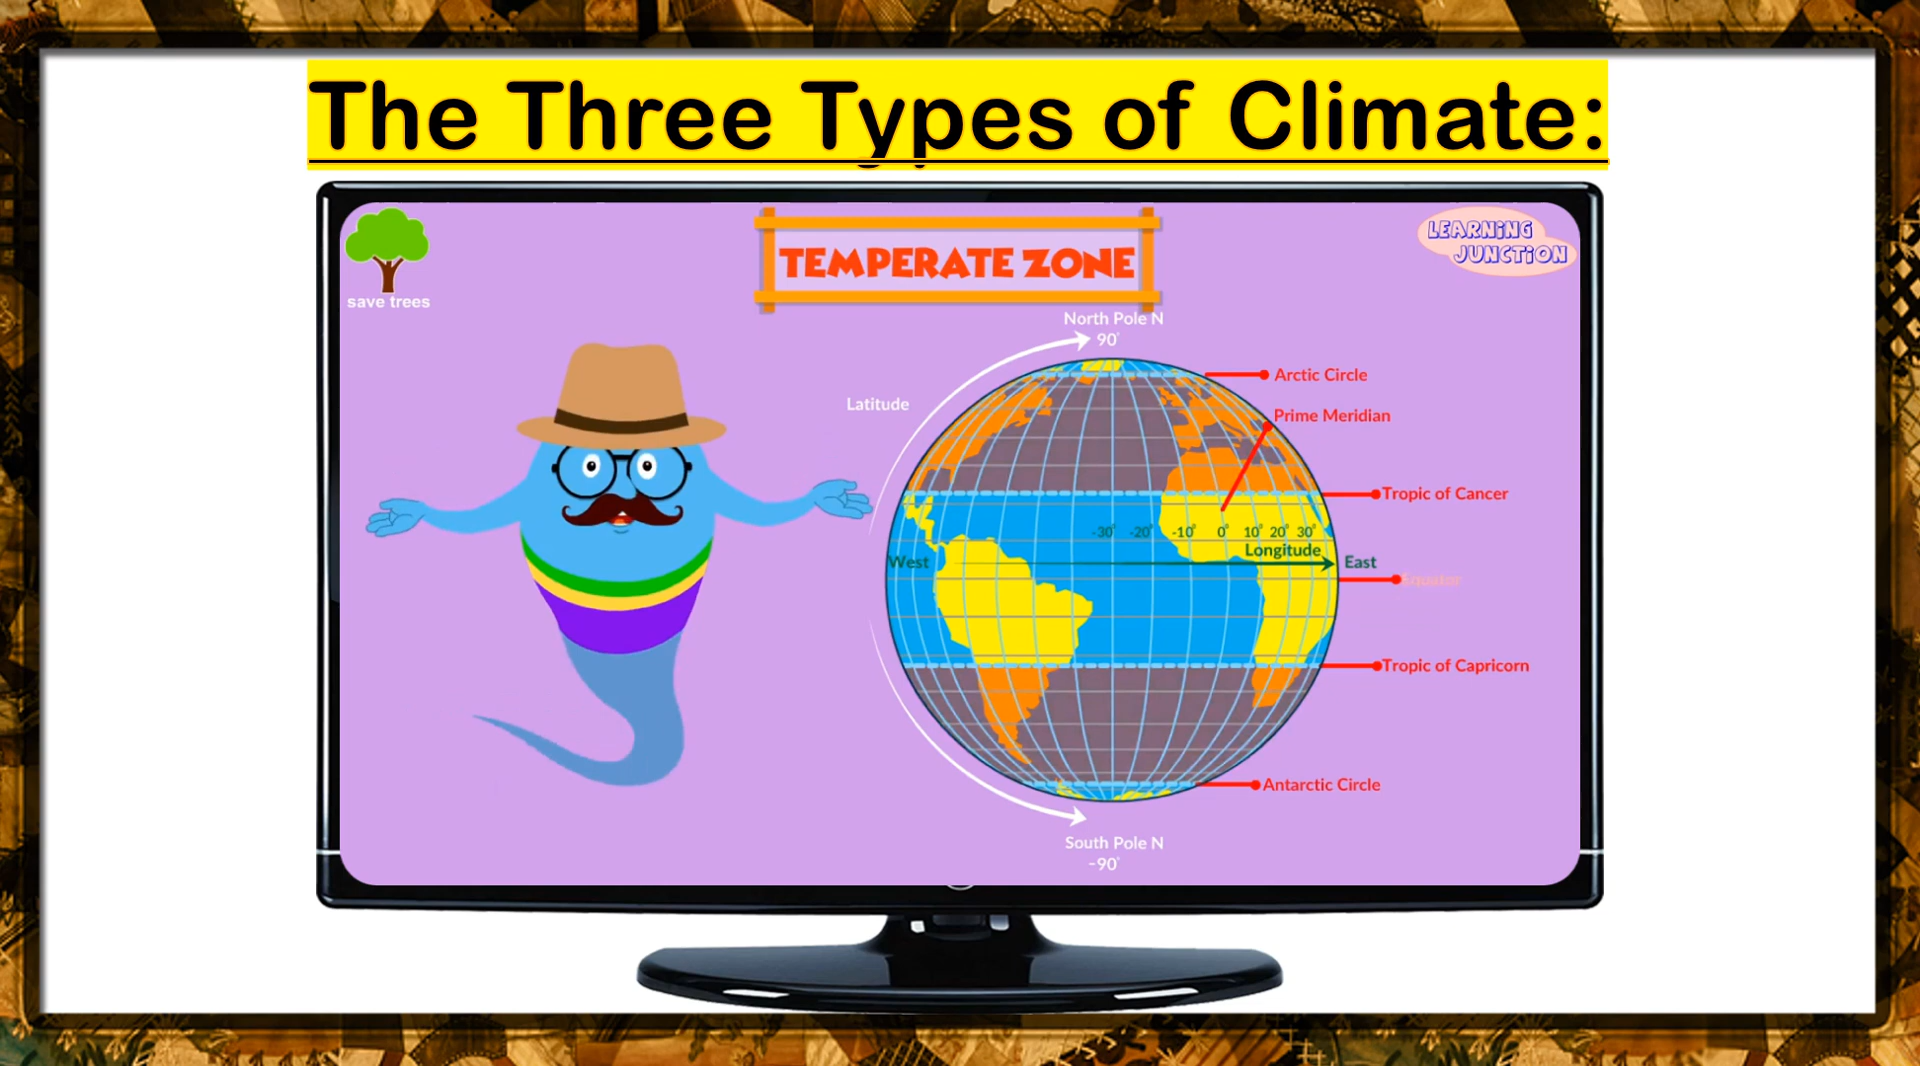 The Three Types of Climate:
save trees
TEMPERATE ZONE
LEARNING
JUNCTION
North Pole N
90°
Latitude
Arctic Circle
Prime Meridian
Tropic of Cancer
-30° -20° -10° 0° 10° 20° 30°
Longitude
West
East
Equator
Tropic of Capricorn
Antarctic Circle
South Pole N
-90°